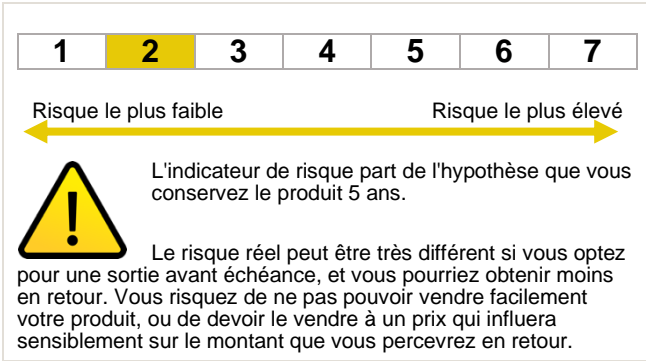 1 2 3 4 5 6 7
Risque le plus faible Risque le plus élevé
L'indicateur de risque part de l'hypothèse que vous
conservez le produit 5 ans.
Le risque réel peut être très différent si vous optez
pour une sortie avant échéance, et vous pourriez obtenir moins
en retour. Vous risquez de ne pas pouvoir vendre facilement
votre produit, ou de devoir le vendre à un prix qui influera
sensiblement sur le montant que vous percevrez en retour.